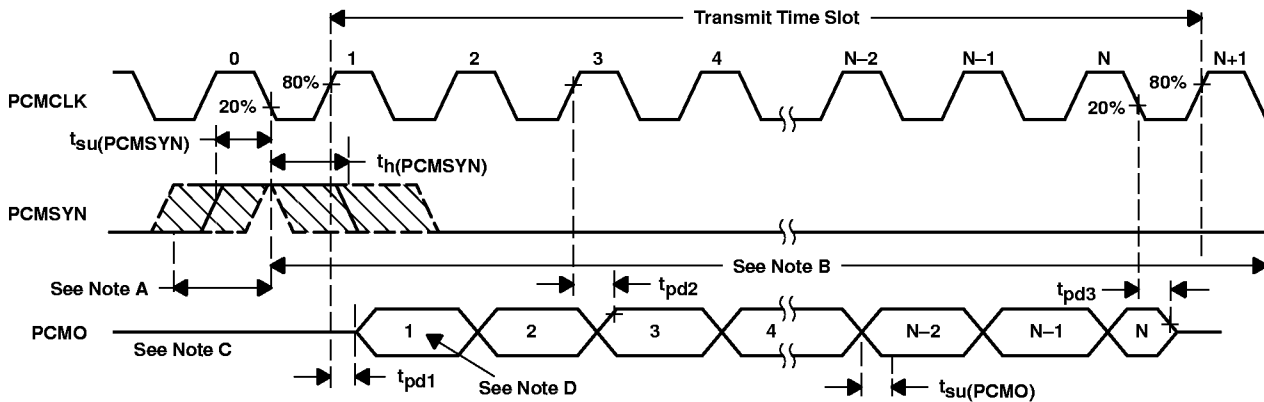 Transmit Time Slot
0 1 2 3 4 N–2 N–1 N N+1
PCMCLK
80% 80%
20% 20%
tsu(PCMSYN)
th(PCMSYN)
PCMSYN
See Note B
See Note A
tpd2
tpd3
PCMO
1 2 3 4 N–2 N–1 N
See Note C
tpd1
See Note D
tsu(PCMO)